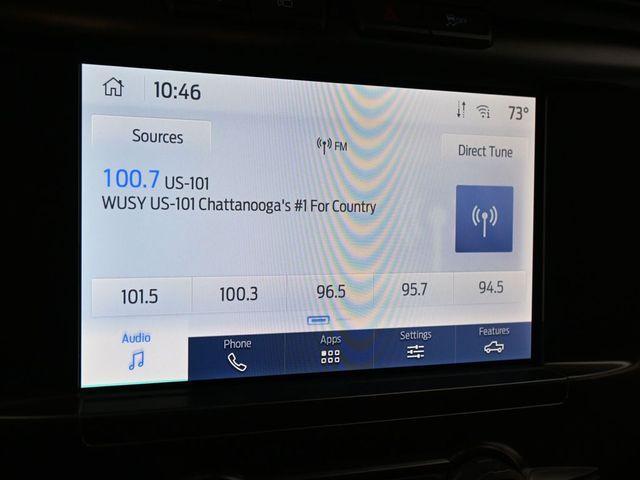 10:46
73°
Sources
FM
Direct Tune
100.7 US-101
WUSY US-101 Chattanooga's #1 For Country
101.5
100.3
96.5
95.7
94.5
Audio
Phone
Apps
Settings
Features